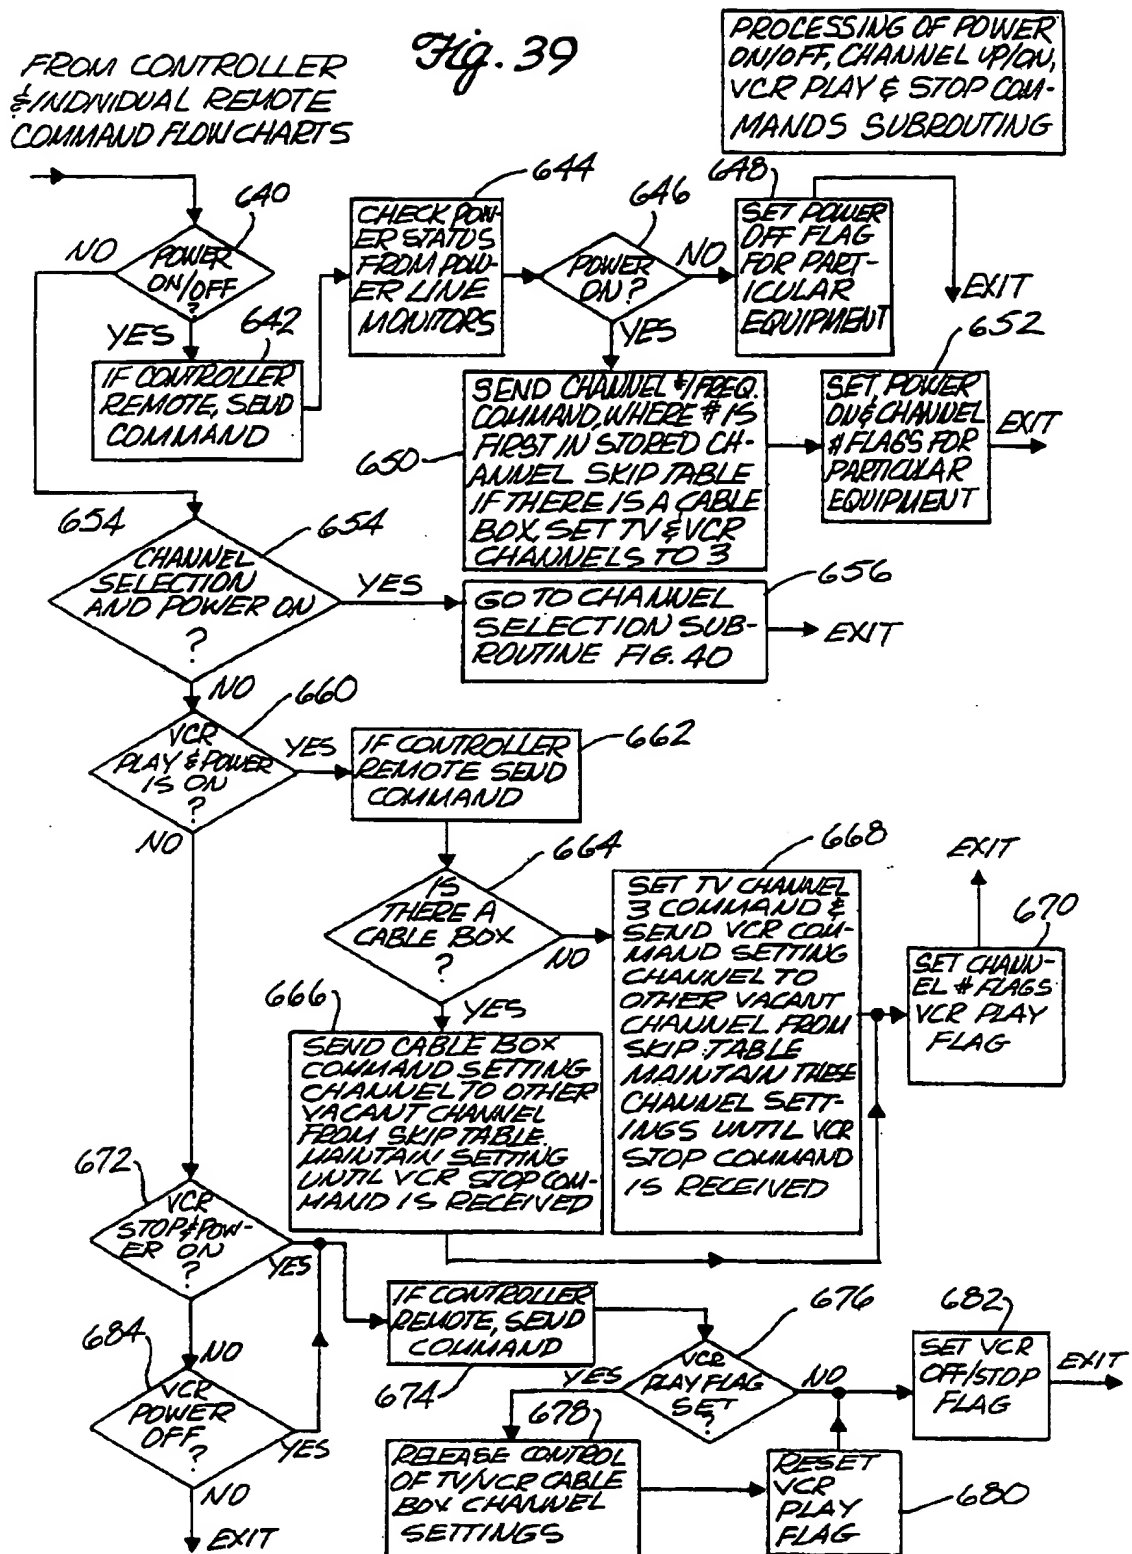 Fig. 39
FROM CONTROLLER
& INDIVIDUAL REMOTE
COMMAND FLOWCHARTS
PROCESSING OF POWER
ON/OFF, CHANNEL UP/ON,
VCR PLAY & STOP COM-
MANDS SUBROUTING
640
NO
POWER
ON/OFF
?
YES
642
IF CONTROLLER
REMOTE, SEND
COMMAND
644
CHECK POW-
ER STATUS
FROM POW-
ER LINE
MONITORS
646
POWER
ON?
NO
YES
648
SET POWER
OFF FLAG
FOR PART-
ICULAR
EQUIPMENT
EXIT
650
SEND CHANNEL #/FREQ.
COMMAND, WHERE # IS
FIRST IN STORED CH-
ANNEL SKIP TABLE
IF THERE IS A CABLE
BOX, SET TV & VCR
CHANNELS TO 3
652
SET, POWER
ON & CHANNEL
# FLAGS FOR
PARTICULAR
EQUIPMENT
EXIT
654
654
CHANNEL
SELECTION
AND POWER ON
?
YES
NO
656
GO TO CHANNEL
SELECTION SUB-
ROUTINE FIG. 40
EXIT
660
VCR
PLAY & POWER
IS ON
?
YES
NO
662
IF CONTROLLER
REMOTE SEND
COMMAND
664
IS
THERE A
CABLE BOX
?
NO
YES
666
SEND CABLE BOX
COMMAND SETTING
CHANNEL TO OTHER
VACANT CHANNEL
FROM SKIP TABLE.
MAINTAIN SETTING
UNTIL VCR STOP COM-
MAND IS RECEIVED
668
SET TV CHANNEL
3 COMMAND &
SEND VCR COM-
MAND SETTING
CHANNEL TO
OTHER VACANT
CHANNEL FROM
SKIP TABLE
MAINTAIN THESE
CHANNEL SETT-
INGS UNTIL VCR
STOP COMMAND
IS RECEIVED
EXIT
670
SET CHANN-
EL # FLAGS
VCR PLAY
FLAG
672
VCR
STOP & POW-
ER ON
?
YES
NO
684
VCR
POWER
OFF
?
YES
NO
EXIT
IF CONTROLLER
REMOTE, SEND
COMMAND
674
676
VCR
PLAY FLAG
SET
?
YES
NO
678
RELEASE CONTROL
OF TV/VCR CABLE
BOX CHANNEL
SETTINGS
RESET
VCR
PLAY
FLAG
680
682
SET VCR
OFF/STOP
FLAG
EXIT